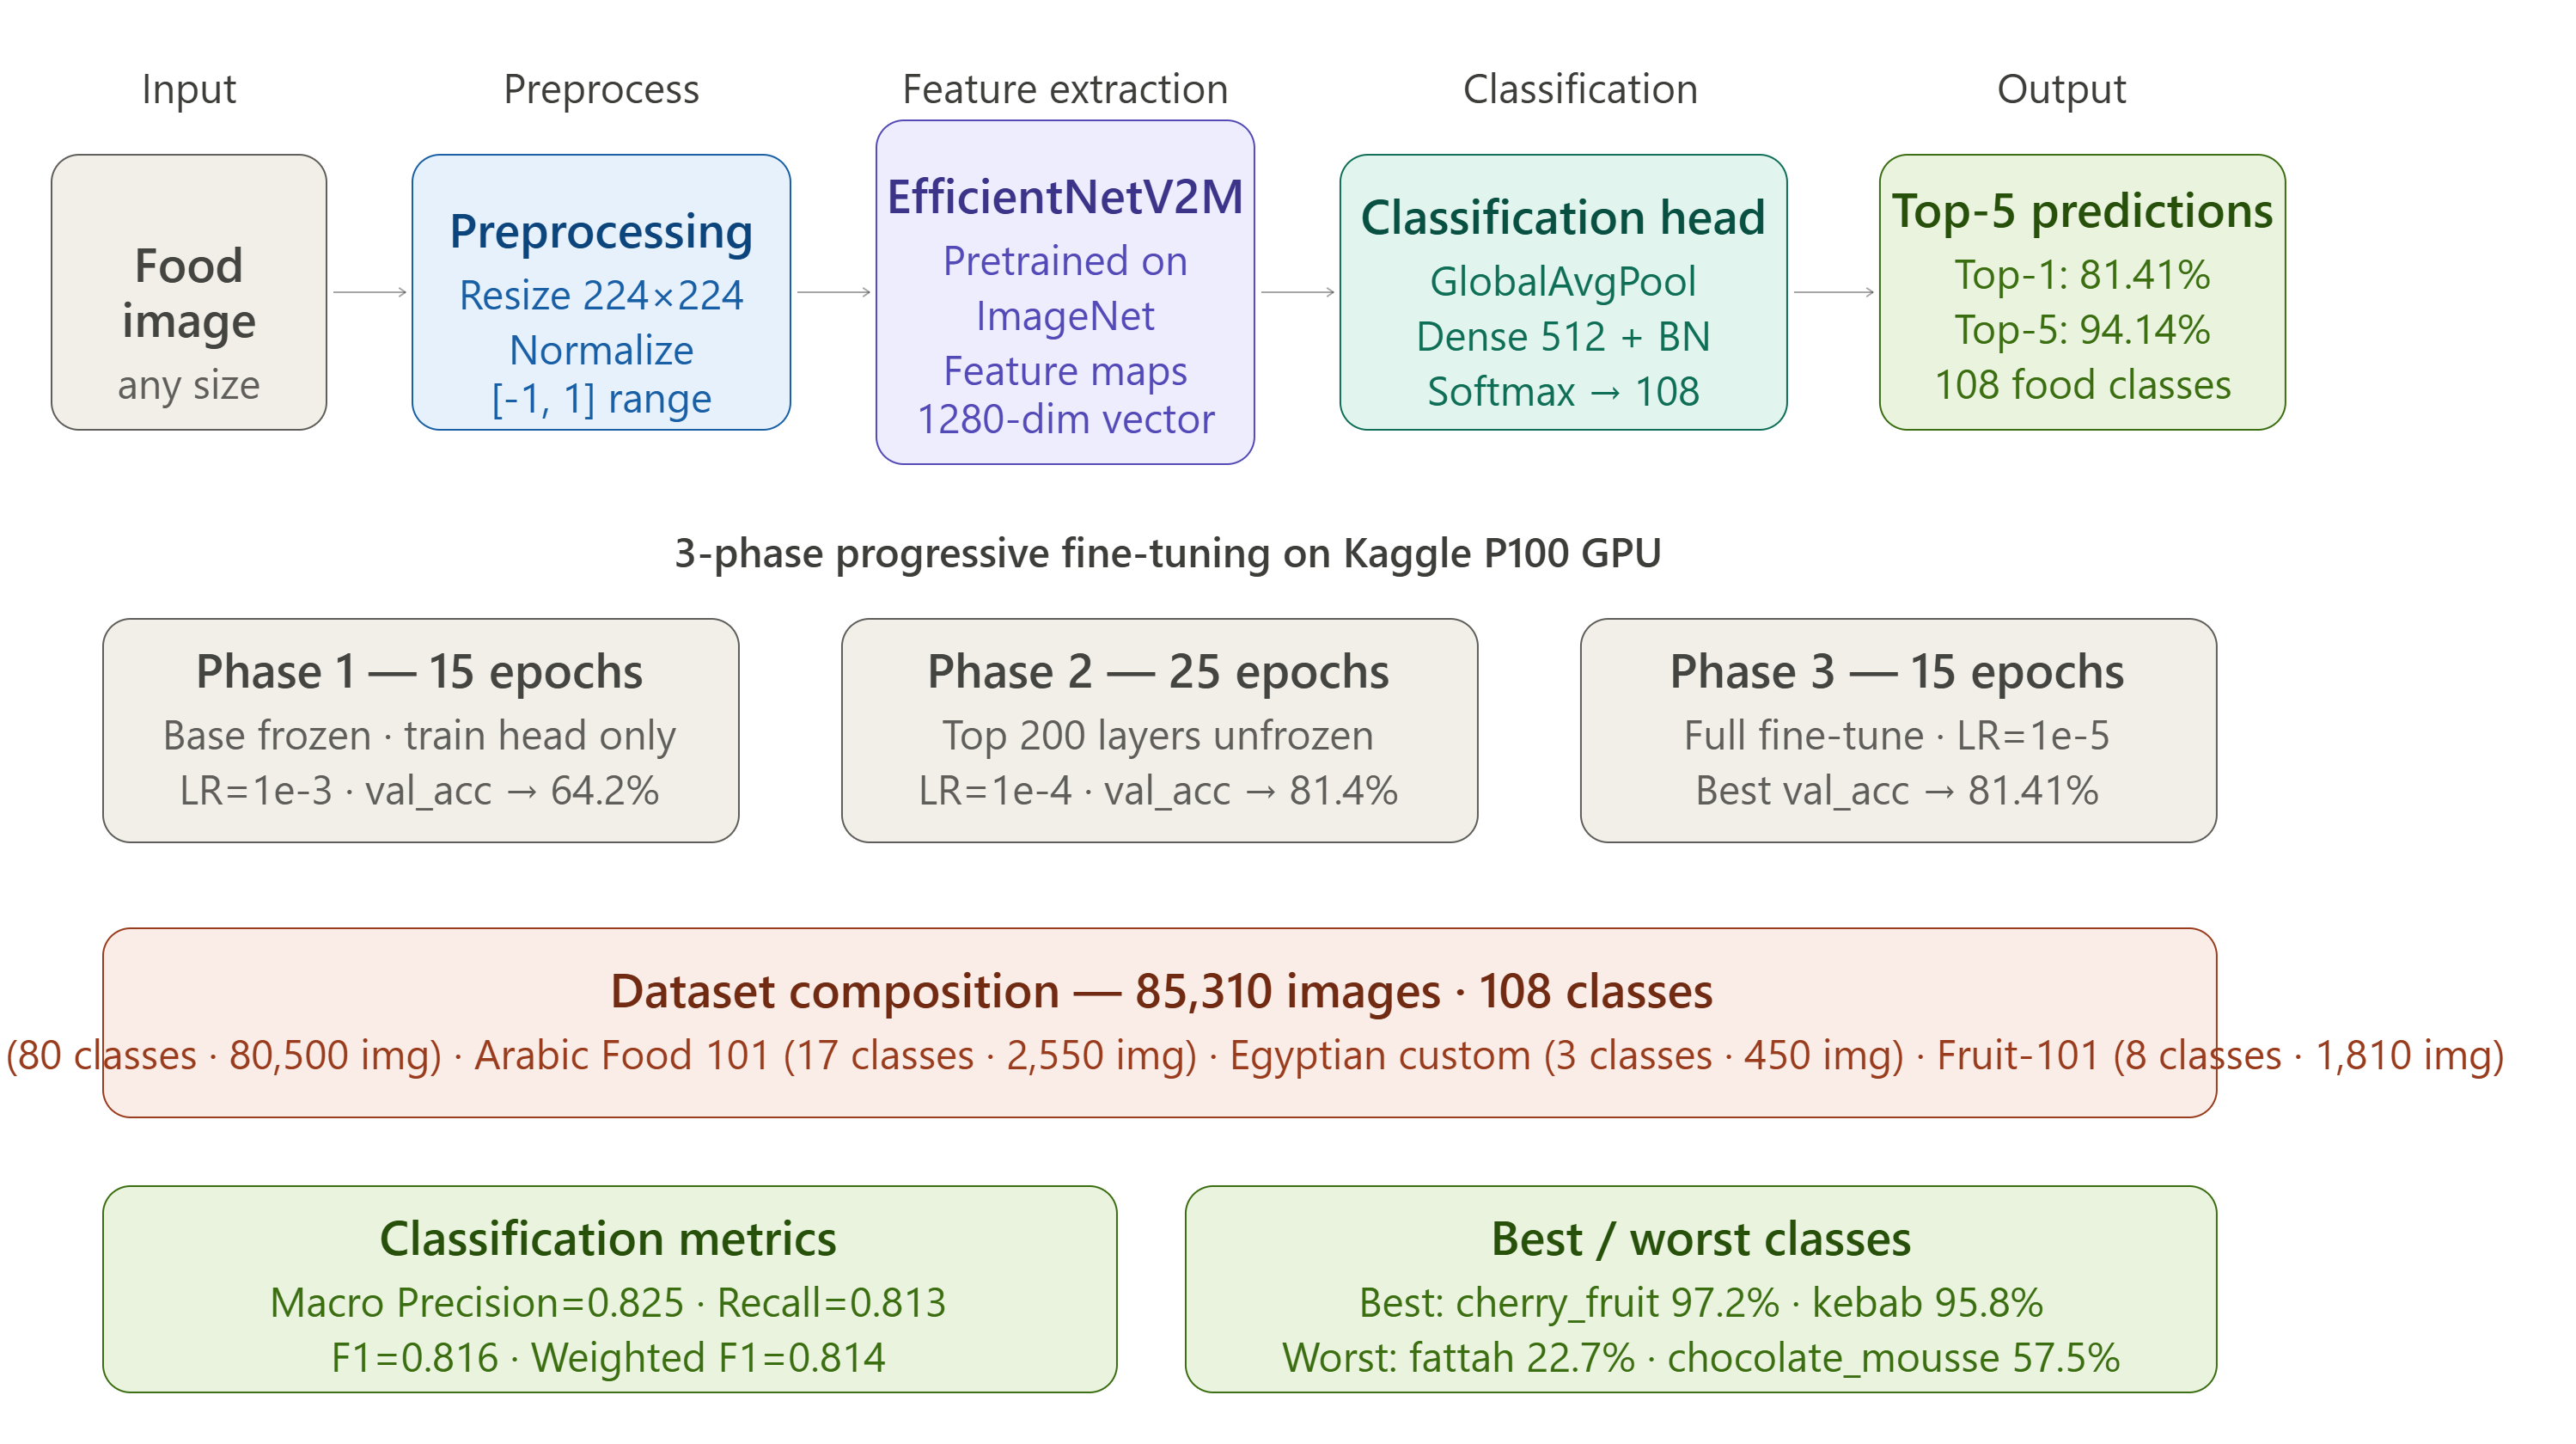 Input
Preprocess
Feature extraction
Classification
Output
Food
image
any size
Preprocessing
Resize 224×224
Normalize
[-1, 1] range
EfficientNetV2M
Pretrained on
ImageNet
Feature maps
1280-dim vector
Classification head
GlobalAvgPool
Dense 512 + BN
Softmax → 108
Top-5 predictions
Top-1: 81.41%
Top-5: 94.14%
108 food classes
3-phase progressive fine-tuning on Kaggle P100 GPU
Phase 1 — 15 epochs
Base frozen · train head only
LR=1e-3 · val_acc → 64.2%
Phase 2 — 25 epochs
Top 200 layers unfrozen
LR=1e-4 · val_acc → 81.4%
Phase 3 — 15 epochs
Full fine-tune · LR=1e-5
Best val_acc → 81.41%
Dataset composition — 85,310 images · 108 classes
(80 classes · 80,500 img) · Arabic Food 101 (17 classes · 2,550 img) · Egyptian custom (3 classes · 450 img) · Fruit-101 (8 classes · 1,810 img)
Classification metrics
Macro Precision=0.825 · Recall=0.813
F1=0.816 · Weighted F1=0.814
Best / worst classes
Best: cherry_fruit 97.2% · kebab 95.8%
Worst: fattah 22.7% · chocolate_mousse 57.5%